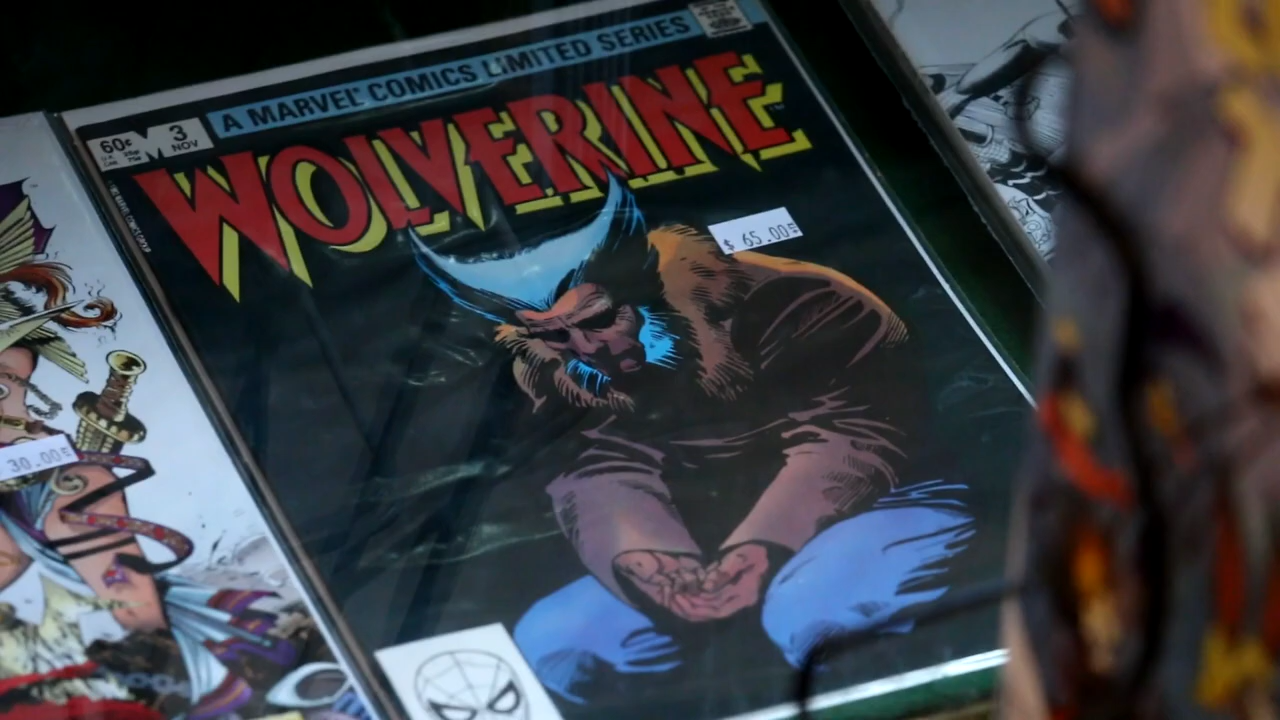 A MARVEL COMICS LIMITED SERIES
60¢
3
NOV
WOLVERINE
$ 65.00
30.00